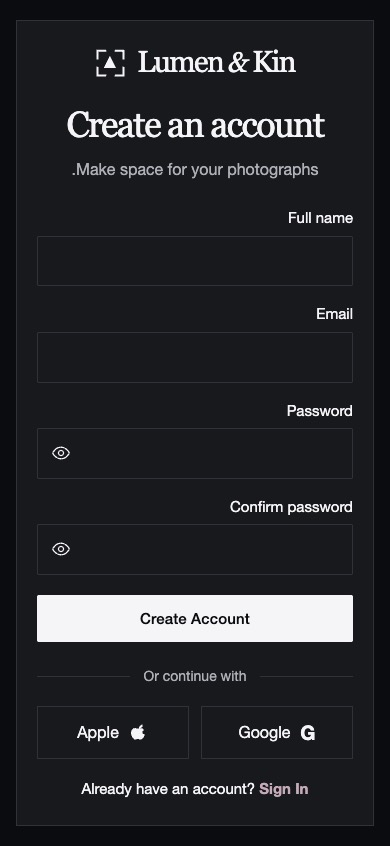 Lumen & Kin
Create an account
.Make space for your photographs
Full name
Email
Password
Confirm password
Create Account
Or continue with
Apple
Google G
Already have an account? Sign In